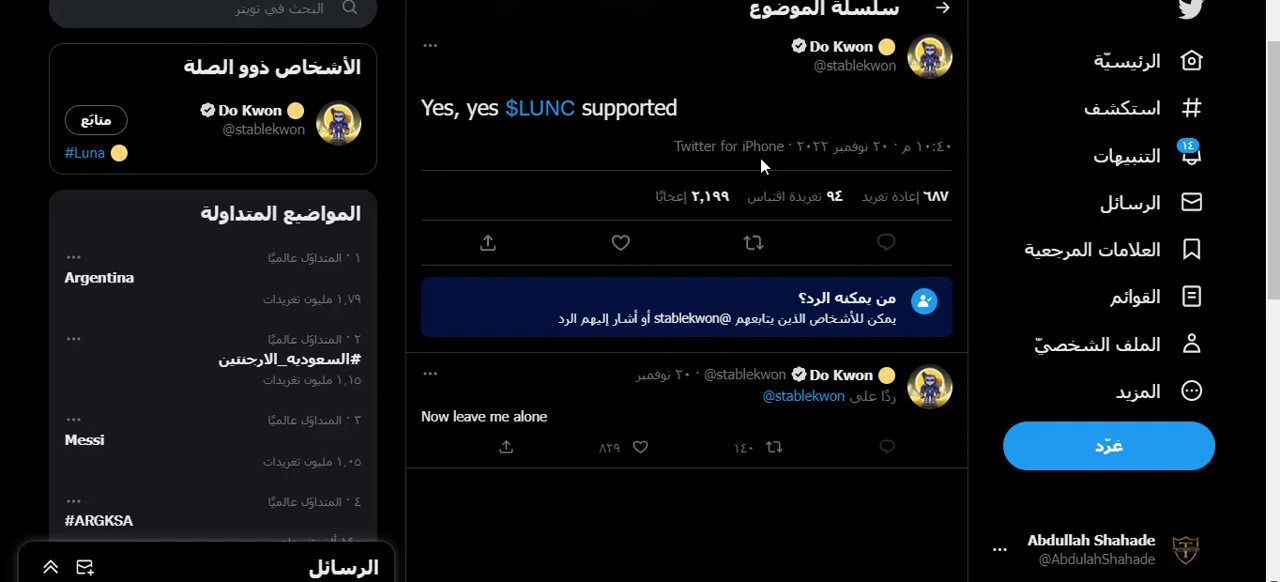 الرئيسيّة
استكشف
١٤
التنبيهات
الرسائل
العلامات المرجعية
القوائم
الملف الشخصيّ
المزيد
غرّد
Abdullah Shahade
@AbdulahShahade
سلسلة الموضوع
Do Kwon
@stablekwon
Yes, yes $LUNC supported
١٠:٤٠ م · ٢٠ نوفمبر ٢٠٢٢ · Twitter for iPhone
٦٨٧ إعادة تغريد ٩٤ تغريدة اقتباس ٢,١٩٩ إعجابًا
من يمكنه الرد؟
يمكن للأشخاص الذين يتابعهم @stablekwon أو أشار إليهم الرد
Do Kwon @stablekwon · ٢٠ نوفمبر
ردًا على @stablekwon
Now leave me alone
١٤٠ ٨٢٩
البحث في تويتر
الأشخاص ذوو الصلة
Do Kwon
@stablekwon
متابَع
#Luna
المواضيع المتداولة
١ · المتداوَل عالميًا
Argentina
١,٧٩ مليون تغريدات
٢ · المتداوَل عالميًا
#السعوديه_الارجنتين
١,١٥ مليون تغريدات
٣ · المتداوَل عالميًا
Messi
١,٠٥ مليون تغريدات
٤ · المتداوَل عالميًا
#ARGKSA
الرسائل